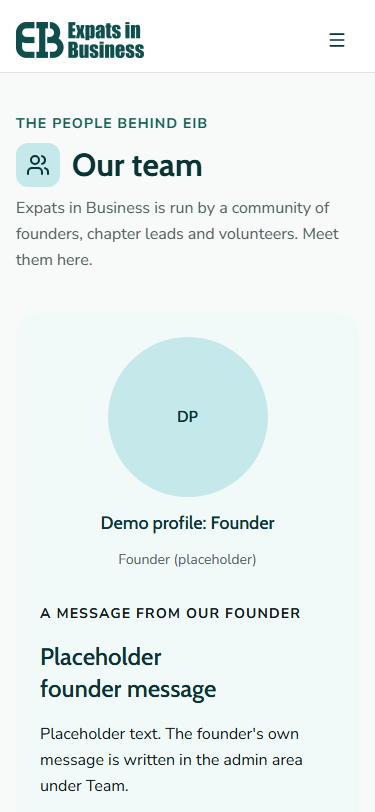 EIB Expats in
Business
THE PEOPLE BEHIND EIB
Our team
Expats in Business is run by a community of
founders, chapter leads and volunteers. Meet
them here.
DP
Demo profile: Founder
Founder (placeholder)
A MESSAGE FROM OUR FOUNDER
Placeholder
founder message
Placeholder text. The founder's own
message is written in the admin area
under Team.